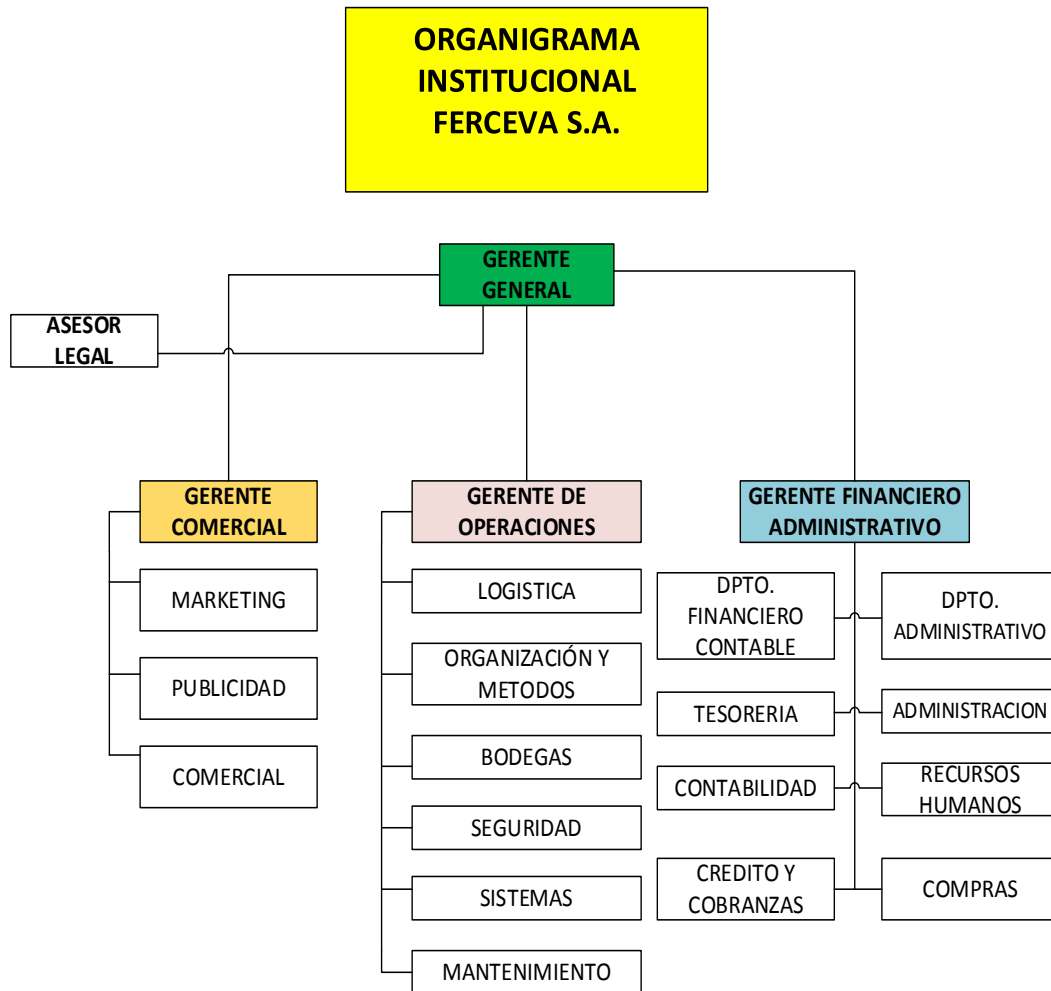 ORGANIGRAMA
INSTITUCIONAL
FERCEVA S.A.
GERENTE
GENERAL
ASESOR
LEGAL
GERENTE
COMERCIAL
MARKETING
PUBLICIDAD
COMERCIAL
GERENTE DE
OPERACIONES
LOGISTICA
ORGANIZACIÓN Y
METODOS
BODEGAS
SEGURIDAD
SISTEMAS
MANTENIMIENTO
GERENTE FINANCIERO
ADMINISTRATIVO
DPTO.
FINANCIERO
CONTABLE
DPTO.
ADMINISTRATIVO
TESORERIA
ADMINISTRACION
CONTABILIDAD
RECURSOS
HUMANOS
CREDITO Y
COBRANZAS
COMPRAS